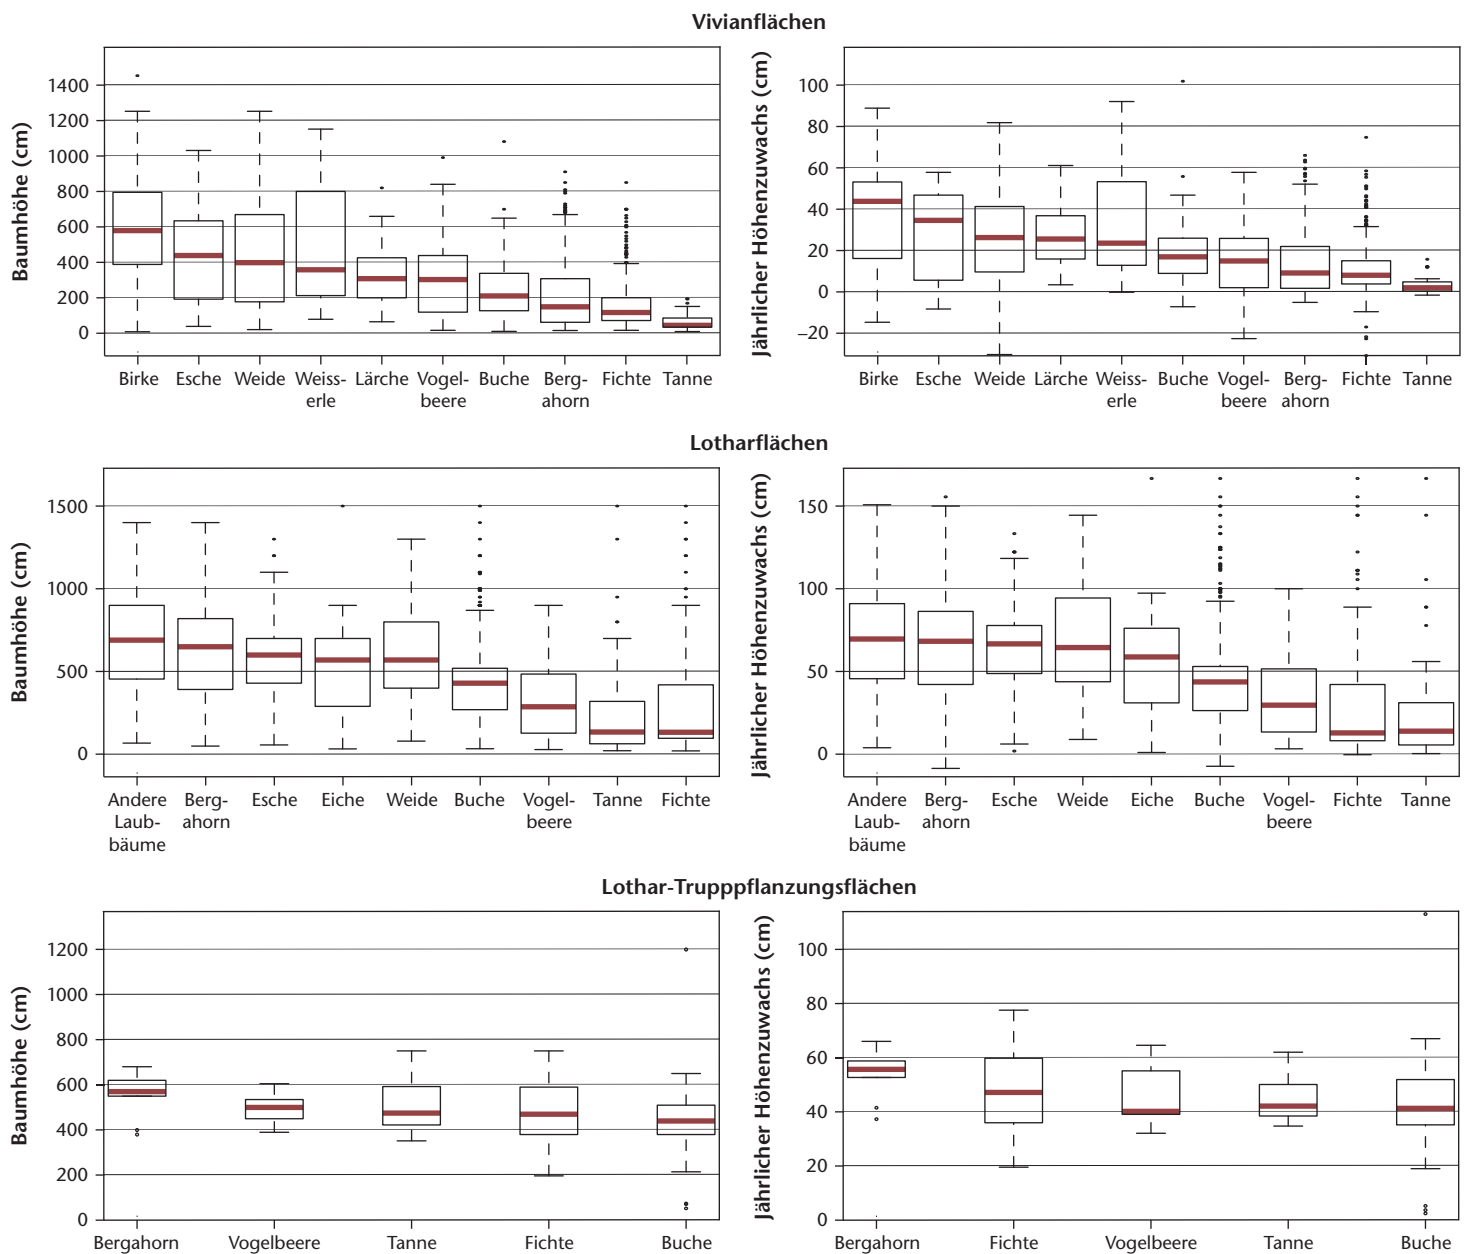 Vivianflächen
Baumhöhe (cm)
1400
1200
1000
800
600
400
200
0
Birke Esche Weide Weiss- Lärche Vogel- Buche Berg- Fichte Tanne
erle beere ahorn
Jährlicher Höhenzuwachs (cm)
100
80
60
40
20
0
–20
Birke Esche Weide Lärche Weiss- Buche Vogel- Berg- Fichte Tanne
erle beere ahorn
Lotharflächen
Baumhöhe (cm)
1500
1000
500
0
Andere Berg- Esche Eiche Weide Buche Vogel- Tanne Fichte
Laub- ahorn beere
bäume
Jährlicher Höhenzuwachs (cm)
150
100
50
0
Andere Berg- Esche Weide Eiche Buche Vogel- Fichte Tanne
Laub- ahorn beere
bäume
Lothar-Trupppflanzungsflächen
Baumhöhe (cm)
1200
1000
800
600
400
200
0
Bergahorn Vogelbeere Tanne Fichte Buche
Jährlicher Höhenzuwachs (cm)
100
80
60
40
20
0
Bergahorn Fichte Vogelbeere Tanne Buche